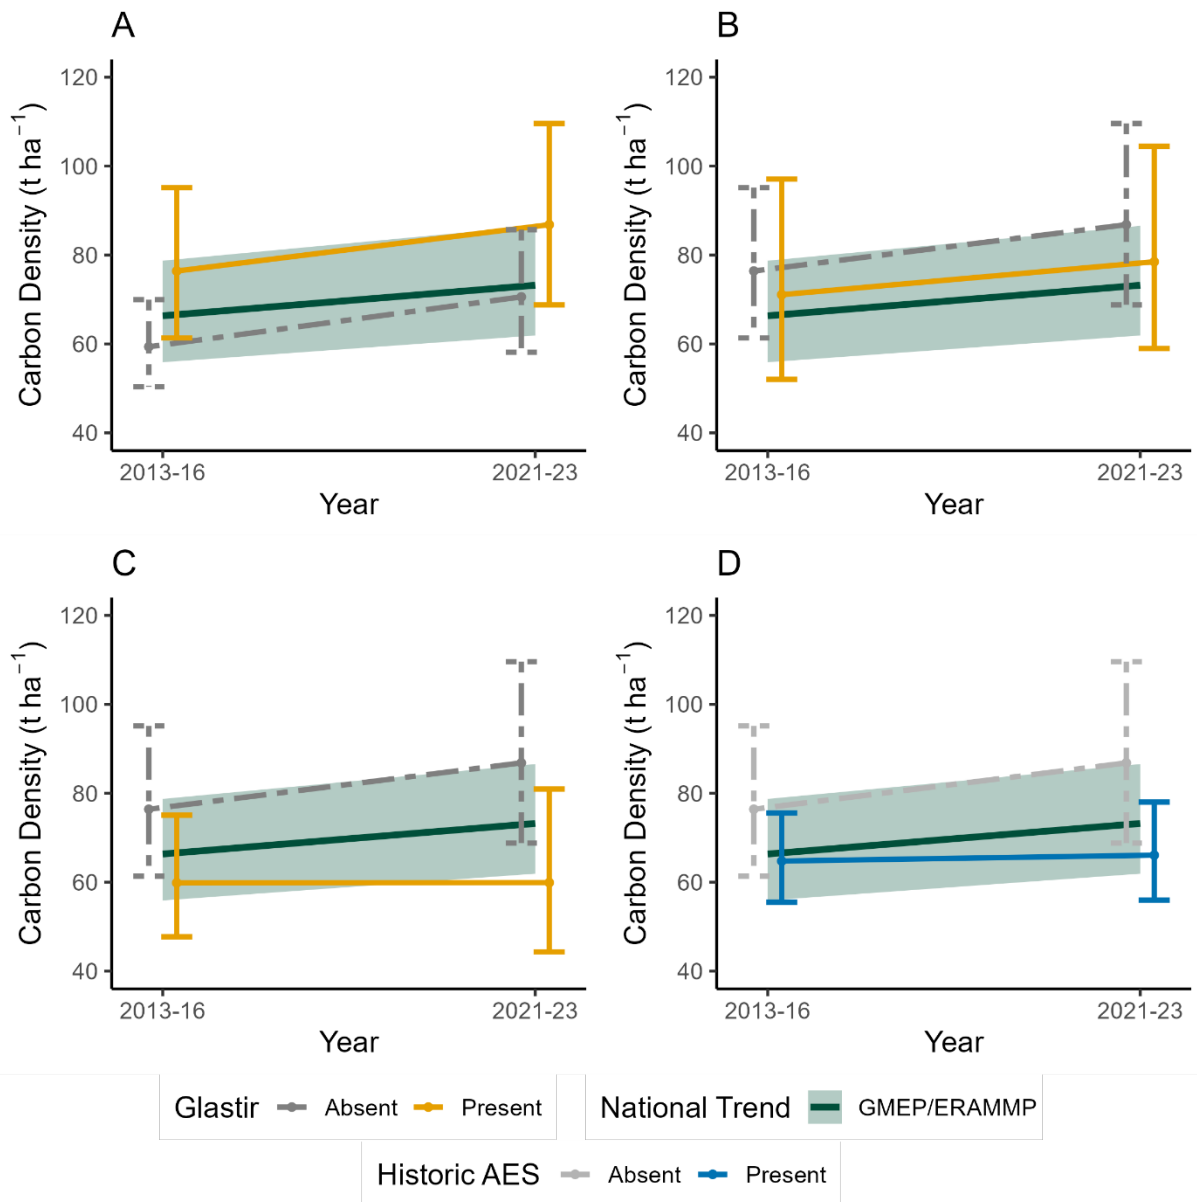 A
Carbon Density (t ha⁻¹)
120
100
80
60
40
2013-16
2021-23
Year
B
Carbon Density (t ha⁻¹)
120
100
80
60
40
2013-16
2021-23
Year
C
Carbon Density (t ha⁻¹)
120
100
80
60
40
2013-16
2021-23
Year
D
Carbon Density (t ha⁻¹)
120
100
80
60
40
2013-16
2021-23
Year
Glastir Absent Present
National Trend GMEP/ERAMMP
Historic AES Absent Present